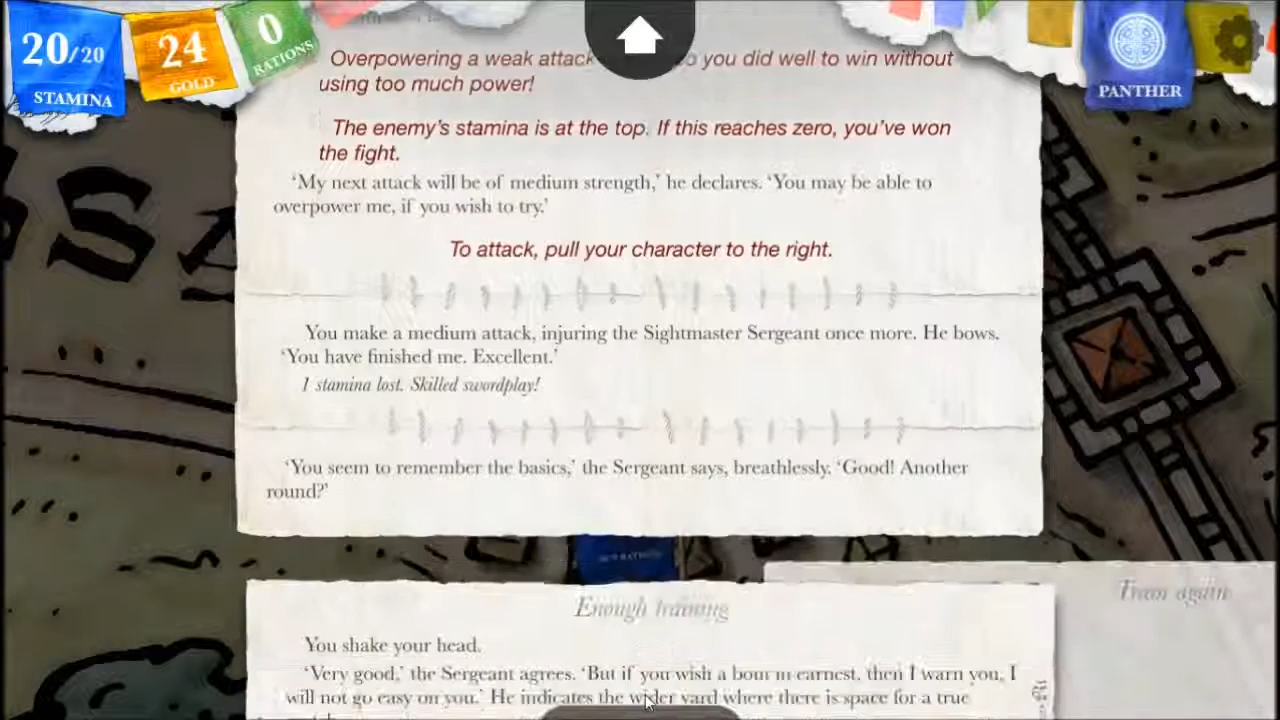 20/20
STAMINA
24
GOLD
0
RATIONS
PANTHER
Overpowering a weak attack you did well to win without
using too much power!
The enemy's stamina is at the top. If this reaches zero, you've won
the fight.
'My next attack will be of medium strength,' he declares. 'You may be able to
overpower me, if you wish to try.'
To attack, pull your character to the right.
You make a medium attack, injuring the Sightmaster Sergeant once more. He bows.
'You have finished me. Excellent.'
1 stamina lost. Skilled swordplay!
'You seem to remember the basics,' the Sergeant says, breathlessly. 'Good! Another
round?'
Enough training
Train again
You shake your head.
'Very good,' the Sergeant agrees. 'But if you wish a bout in earnest, then I warn you, I
will not go easy on you.' He indicates the wider yard where there is space for a true